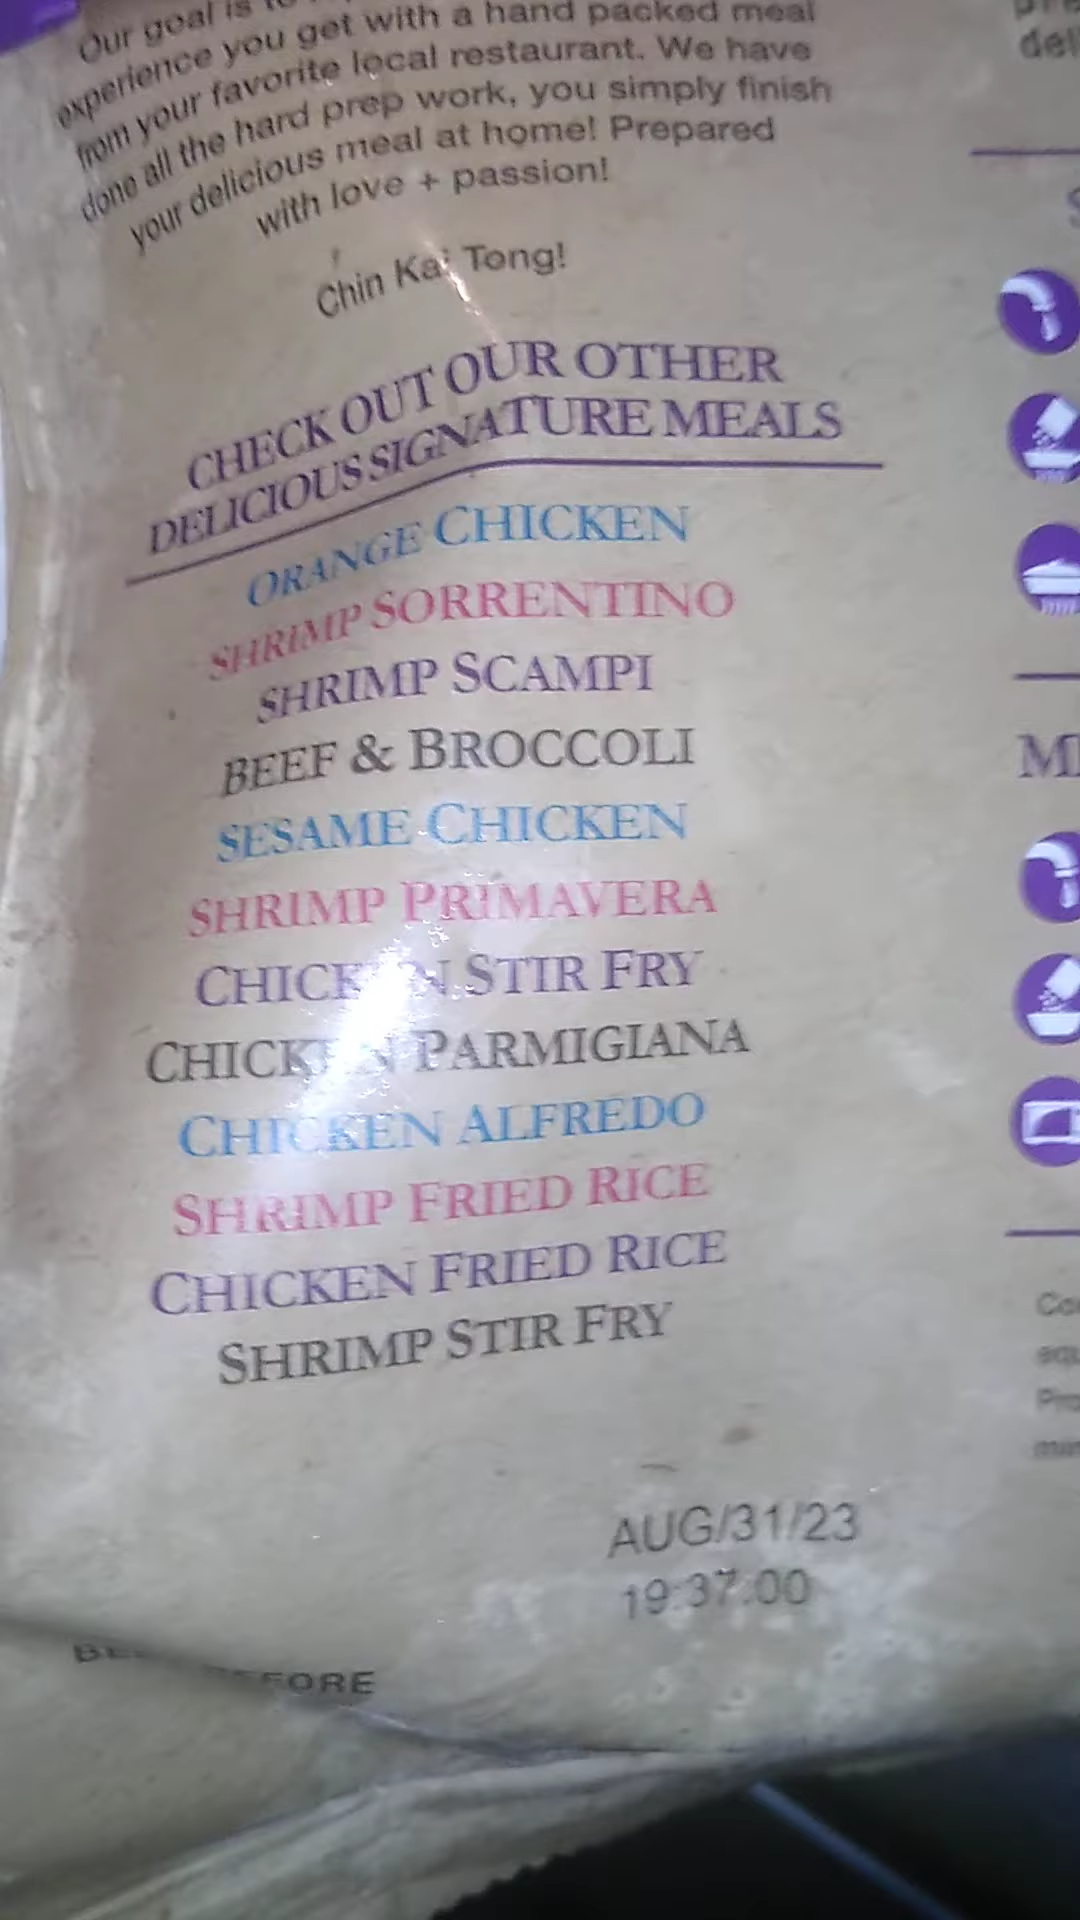 Our goal is to
experience you get with a hand packed meal
from your favorite local restaurant. We have
done all the hard prep work, you simply finish
your delicious meal at home! Prepared
with love + passion!
Chin Kai Tong!
CHECK OUT OUR OTHER
DELICIOUS SIGNATURE MEALS
ORANGE CHICKEN
SHRIMP SORRENTINO
SHRIMP SCAMPI
BEEF & BROCCOLI
SESAME CHICKEN
SHRIMP PRIMAVERA
CHICKEN STIR FRY
CHICKEN PARMIGIANA
CHICKEN ALFREDO
SHRIMP FRIED RICE
CHICKEN FRIED RICE
SHRIMP STIR FRY
AUG/31/23
19:37:00